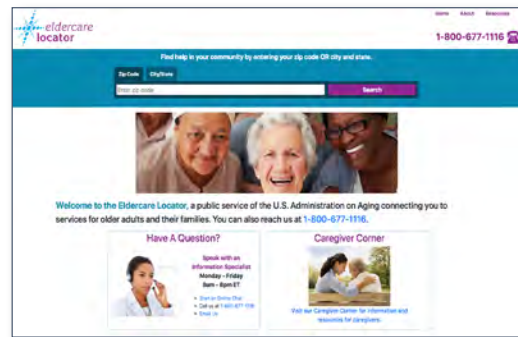 Home About Resources
eldercare
locator
1-800-677-1116
Find help in your community by entering your zip code OR city and state.
Zip Code City/State
Enter zip code Search
Welcome to the Eldercare Locator, a public service of the U.S. Administration on Aging connecting you to
services for older adults and their families. You can also reach us at 1-800-677-1116.
Have A Question?
Speak with an
Information Specialist
Monday - Friday
9am - 8pm ET
Start an Online Chat
Call us at 1-800-677-1116
Email Us
Caregiver Corner
Visit our Caregiver Corner for information and
resources for caregivers.